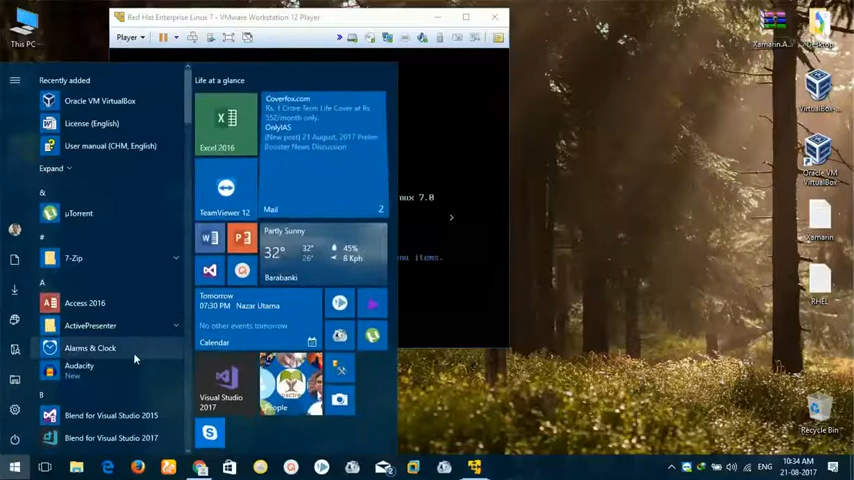 This PC
Red Hat Enterprise Linux 7 - VMware Workstation 12 Player
Player
Xamarin.A...
Desktop
VirtualBox-...
Oracle VM
VirtualBox
Xamarin
RHEL
Recycle Bin
Recently added
Oracle VM VirtualBox
License (English)
User manual (CHM, English)
Expand
&
µTorrent
#
7-Zip
A
Access 2016
ActivePresenter
Alarms & Clock
Audacity
New
B
Blend for Visual Studio 2015
Blend for Visual Studio 2017
Life at a glance
Excel 2016
Coverfox.com
Rs. 1 Crore Term Life Cover at Rs
552/month only.
OnlyIAS
(New post) 21 August, 2017 Prelim
Booster News Discussion
Mail
2
TeamViewer 12
Partly Sunny
32°
32°
26°
45%
8 Kph
Barabanki
Tomorrow
07:30 PM Nazar Utarna
No other events tomorrow
Calendar
Visual Studio
2017
People
nux 7.0
nu items.
ENG
10:34 AM
21-08-2017